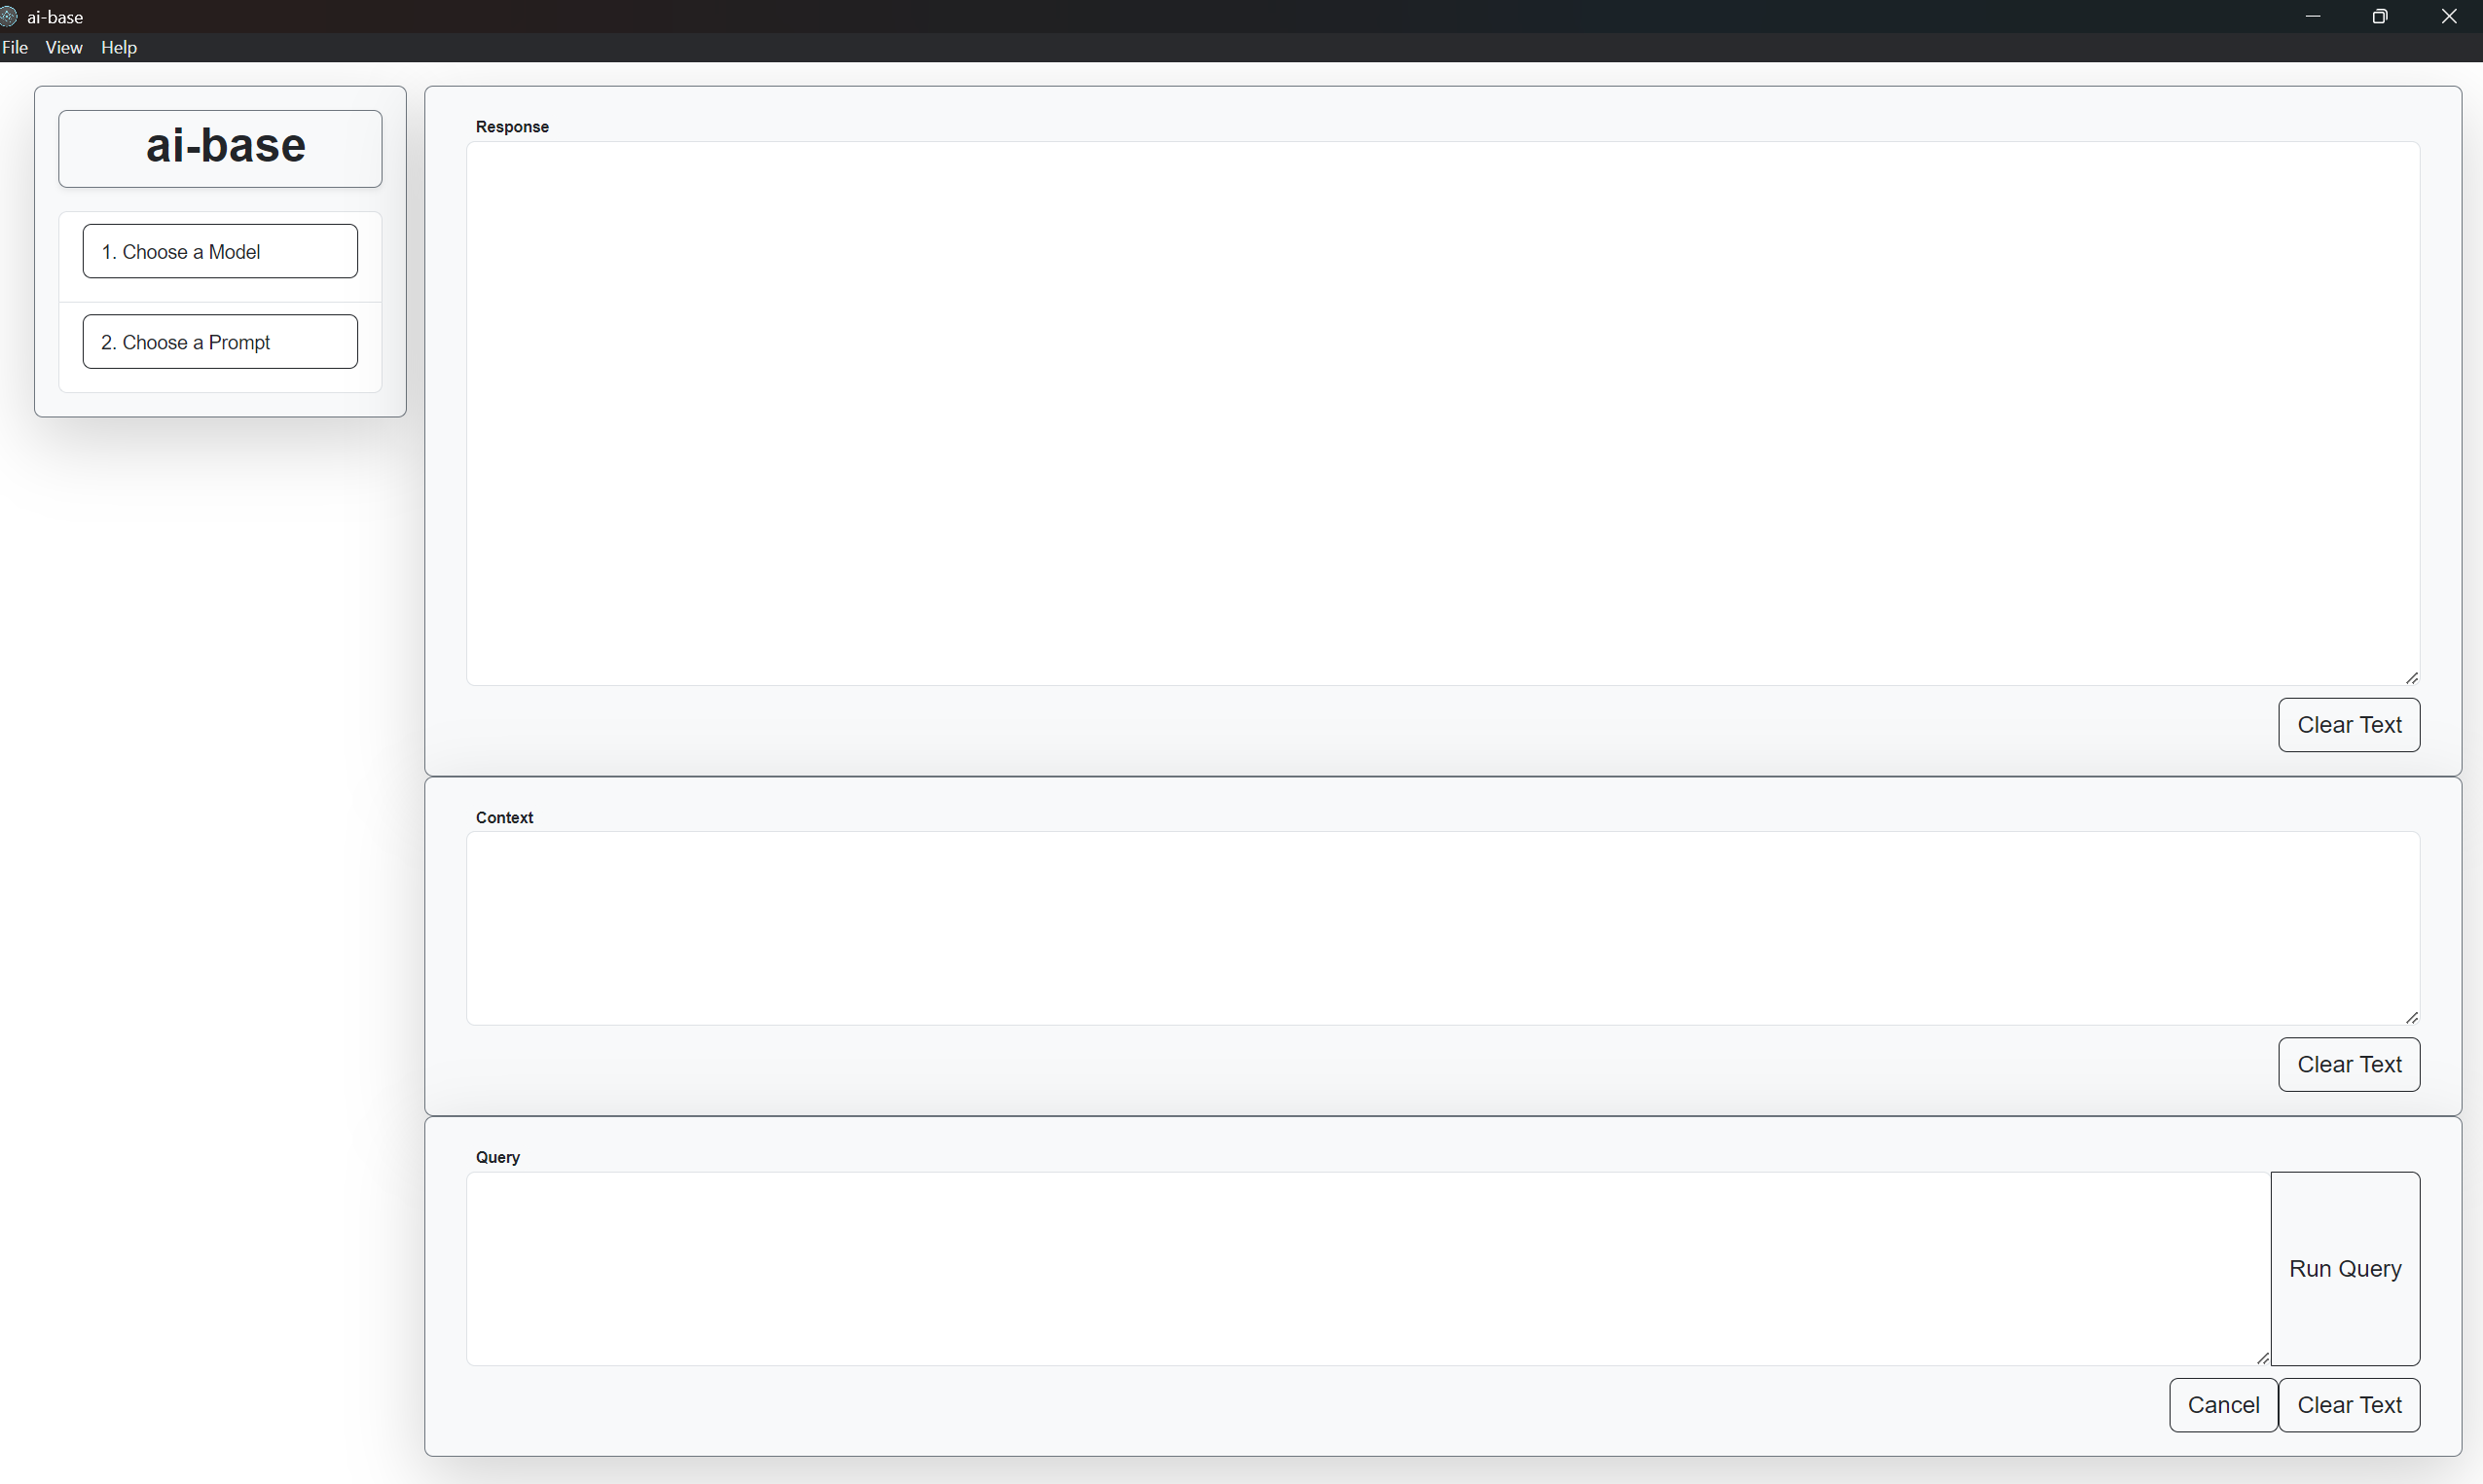 ai-base
File View Help
ai-base
1. Choose a Model
2. Choose a Prompt
Response
Clear Text
Context
Clear Text
Query
Run Query
Cancel Clear Text